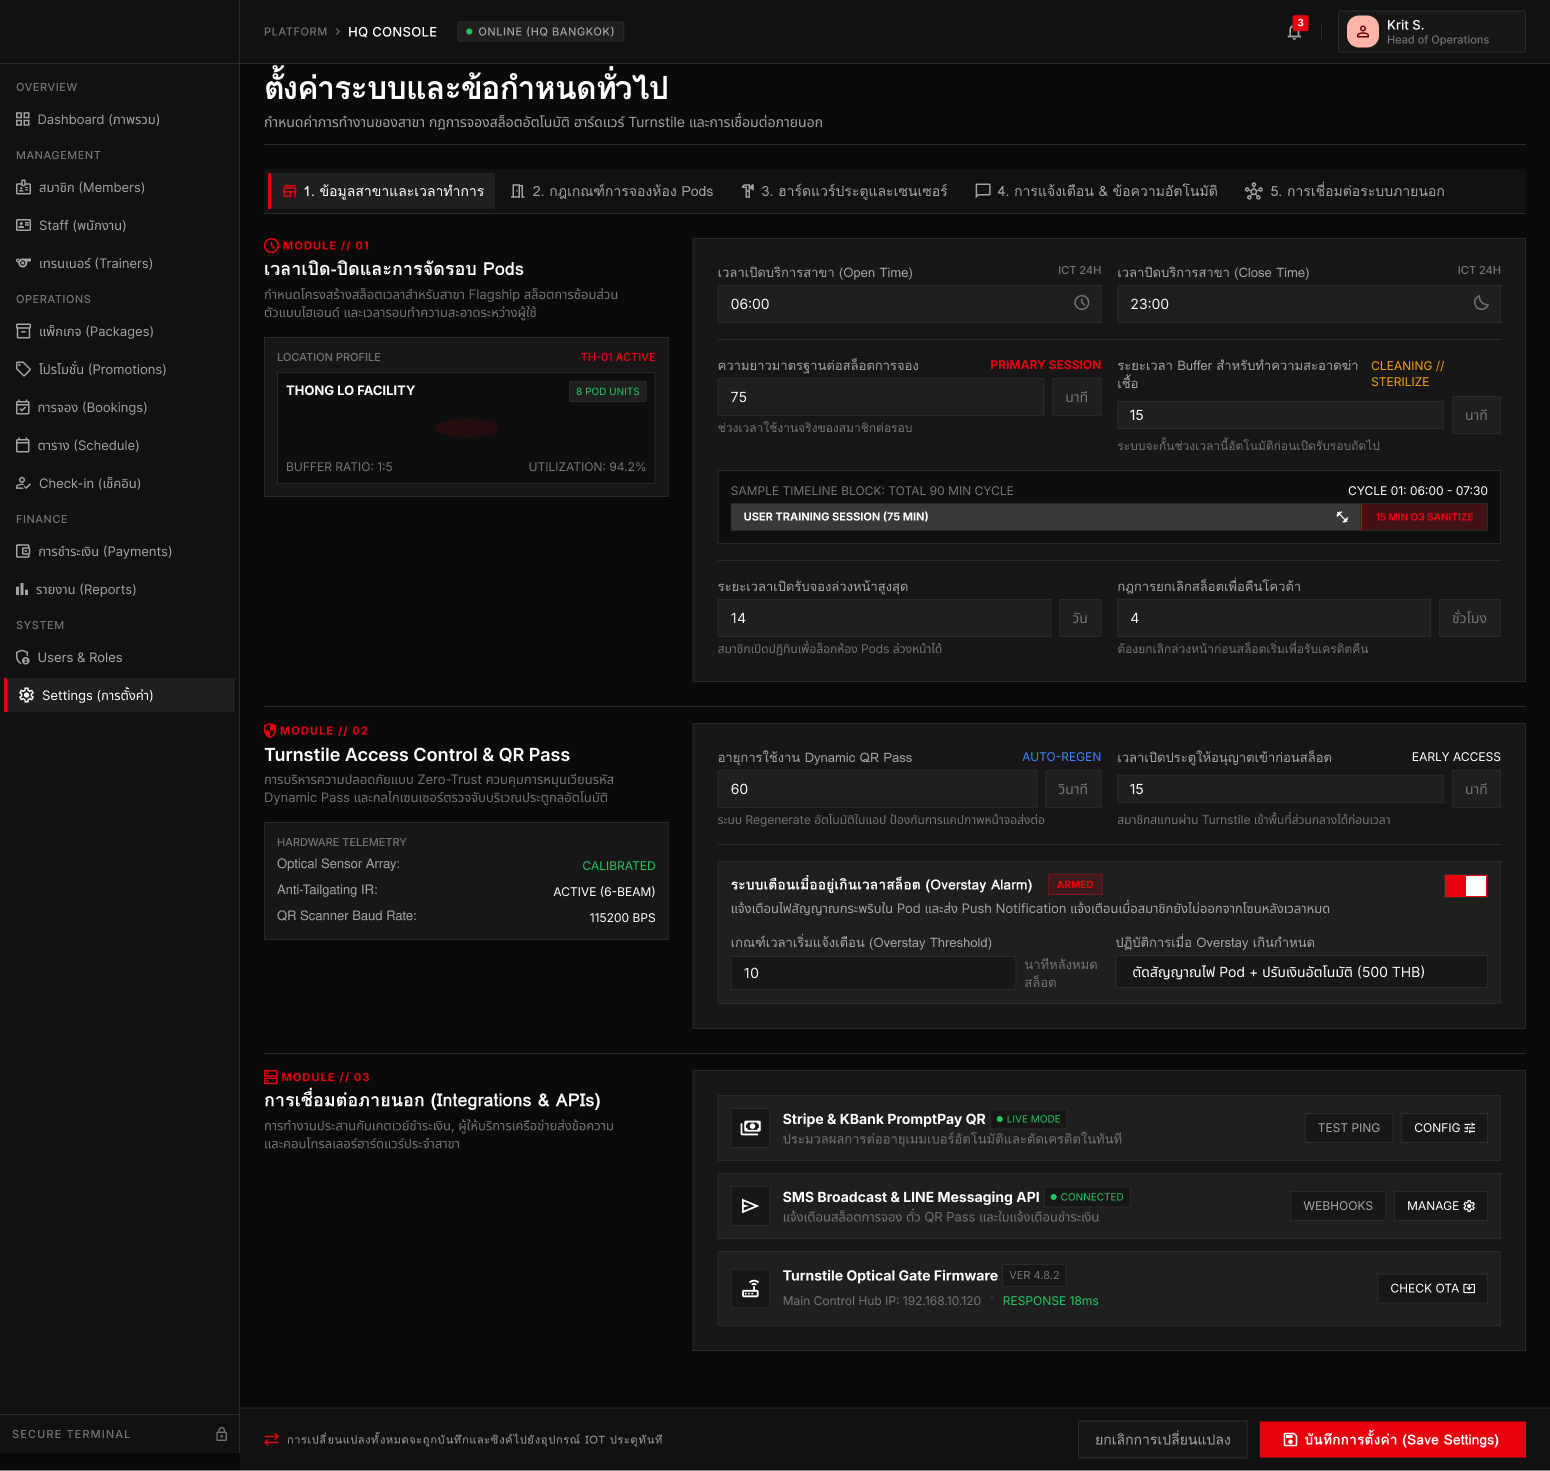 PLATFORM > HQ CONSOLE
ONLINE (HQ BANGKOK)
3
Krit S.
Head of Operations
OVERVIEW
Dashboard (ภาพรวม)
MANAGEMENT
สมาชิก (Members)
Staff (พนักงาน)
เทรนเนอร์ (Trainers)
OPERATIONS
แพ็กเกจ (Packages)
โปรโมชั่น (Promotions)
การจอง (Bookings)
ตาราง (Schedule)
Check-in (เช็คอิน)
FINANCE
การชำระเงิน (Payments)
รายงาน (Reports)
SYSTEM
Users & Roles
Settings (การตั้งค่า)
SECURE TERMINAL
ตั้งค่าระบบและข้อกำหนดทั่วไป
กำหนดค่าการทำงานของสาขา กฎการจองสล็อตอัตโนมัติ ฮาร์ดแวร์ Turnstile และการเชื่อมต่อภายนอก
1. ข้อมูลสาขาและเวลาทำการ
2. กฎเกณฑ์การจองห้อง Pods
3. ฮาร์ดแวร์ประตูและเซนเซอร์
4. การแจ้งเตือน & ข้อความอัตโนมัติ
5. การเชื่อมต่อระบบภายนอก
MODULE // 01
เวลาเปิด-ปิดและการจัดรอบ Pods
กำหนดโครงสร้างสล็อตเวลาสำหรับสาขา Flagship สล็อตการซ้อมส่วน
ตัวแบบไฮเอนด์ และเวลารอบทำความสะอาดระหว่างผู้ใช้
LOCATION PROFILE
TH-01 ACTIVE
THONG LO FACILITY
8 POD UNITS
BUFFER RATIO: 1:5
UTILIZATION: 94.2%
เวลาเปิดบริการสาขา (Open Time)
ICT 24H
06:00
เวลาปิดบริการสาขา (Close Time)
ICT 24H
23:00
ความยาวมาตรฐานต่อสล็อตการจอง
PRIMARY SESSION
75
นาที
ช่วงเวลาใช้งานจริงของสมาชิกต่อรอบ
ระยะเวลา Buffer สำหรับทำความสะอาดฆ่า
เชื้อ
CLEANING //
STERILIZE
15
นาที
ระบบจะกั้นช่วงเวลานี้อัตโนมัติก่อนเปิดรับรอบถัดไป
SAMPLE TIMELINE BLOCK: TOTAL 90 MIN CYCLE
CYCLE 01: 06:00 - 07:30
USER TRAINING SESSION (75 MIN)
15 MIN O3 SANITIZE
ระยะเวลาเปิดรับจองล่วงหน้าสูงสุด
14
วัน
สมาชิกเปิดปฏิทินเพื่อล็อกห้อง Pods ล่วงหน้าได้
กฎการยกเลิกสล็อตเพื่อคืนโควต้า
4
ชั่วโมง
ต้องยกเลิกล่วงหน้าก่อนสล็อตเริ่มเพื่อรับเครดิตคืน
MODULE // 02
Turnstile Access Control & QR Pass
การบริหารความปลอดภัยแบบ Zero-Trust ควบคุมการหมุนเวียนรหัส
Dynamic Pass และกลไกเซนเซอร์ตรวจจับบริเวณประตูกลอัตโนมัติ
HARDWARE TELEMETRY
Optical Sensor Array:
CALIBRATED
Anti-Tailgating IR:
ACTIVE (6-BEAM)
QR Scanner Baud Rate:
115200 BPS
อายุการใช้งาน Dynamic QR Pass
AUTO-REGEN
60
วินาที
ระบบ Regenerate อัตโนมัติในแอป ป้องกันการแคปภาพหน้าจอส่งต่อ
เวลาเปิดประตูให้อนุญาตเข้าก่อนสล็อต
EARLY ACCESS
15
นาที
สมาชิกสแกนผ่าน Turnstile เข้าพื้นที่ส่วนกลางได้ก่อนเวลา
ระบบเตือนเมื่ออยู่เกินเวลาสล็อต (Overstay Alarm)
ARMED
แจ้งเตือนไฟสัญญาณกระพริบใน Pod และส่ง Push Notification แจ้งเตือนเมื่อสมาชิกยังไม่ออกจากโซนหลังเวลาหมด
เกณฑ์เวลาเริ่มแจ้งเตือน (Overstay Threshold)
10
นาทีหลังหมด
สล็อต
ปฏิบัติการเมื่อ Overstay เกินกำหนด
ตัดสัญญาณไฟ Pod + ปรับเงินอัตโนมัติ (500 THB)
MODULE // 03
การเชื่อมต่อภายนอก (Integrations & APIs)
การทำงานประสานกับเกตเวย์ชำระเงิน, ผู้ให้บริการเครือข่ายส่งข้อความ
และคอนโทรลเลอร์ฮาร์ดแวร์ประจำสาขา
Stripe & KBank PromptPay QR
LIVE MODE
ประมวลผลการต่ออายุเมมเบอร์อัตโนมัติและตัดเครดิตในทันที
TEST PING
CONFIG
SMS Broadcast & LINE Messaging API
CONNECTED
แจ้งเตือนสล็อตการจอง ตั๋ว QR Pass และใบแจ้งเตือนชำระเงิน
WEBHOOKS
MANAGE
Turnstile Optical Gate Firmware
VER 4.8.2
Main Control Hub IP: 192.168.10.120
RESPONSE 18ms
CHECK OTA
การเปลี่ยนแปลงทั้งหมดจะถูกบันทึกและซิงค์ไปยังอุปกรณ์ IOT ประตูทันที
ยกเลิกการเปลี่ยนแปลง
บันทึกการตั้งค่า (Save Settings)